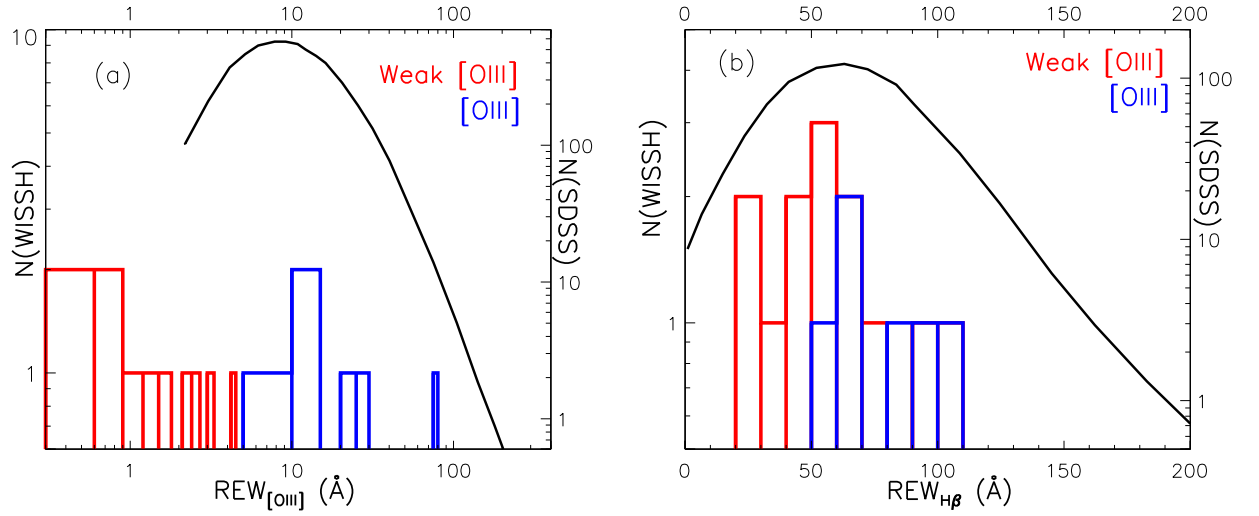 1 10 100
0 50 100 150 200
10
1
(a)
Weak [OIII]
[OIII]
N(WISSH)
100
10
1
N(SDSS)
1 10 100
REW[OIII] (Å)
(b)
Weak [OIII]
[OIII]
N(WISSH)
1
100
10
1
N(SDSS)
0 50 100 150 200
REWHβ (Å)